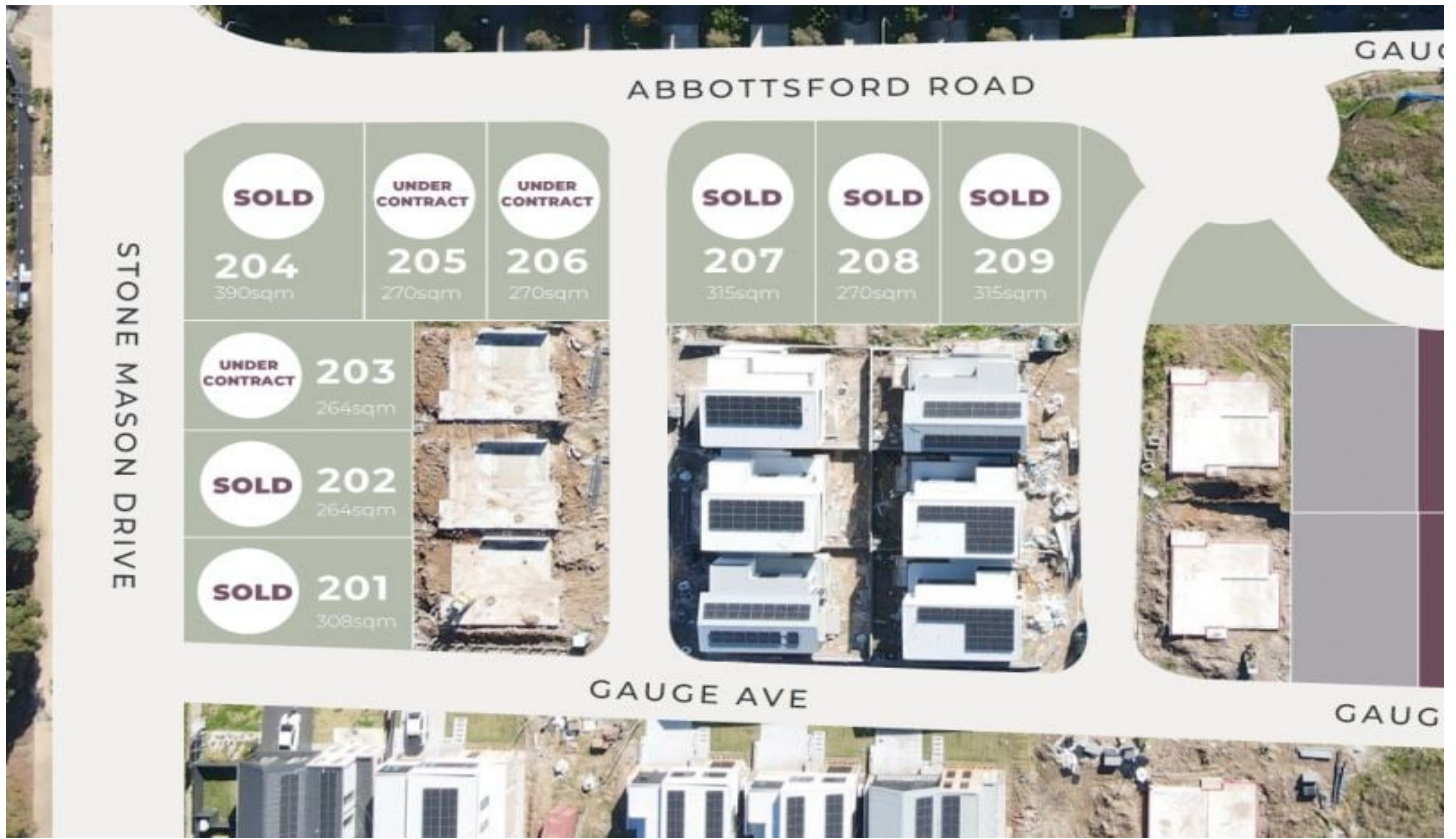 GAUG
ABBOTTSFORD ROAD
SOLD
204
390sqm
UNDER
CONTRACT
205
270sqm
UNDER
CONTRACT
206
270sqm
SOLD
207
315sqm
SOLD
208
270sqm
SOLD
209
315sqm
STONE MASON DRIVE
UNDER
CONTRACT
203
264sqm
SOLD
202
264sqm
SOLD
201
308sqm
GAUGE AVE
GAUG